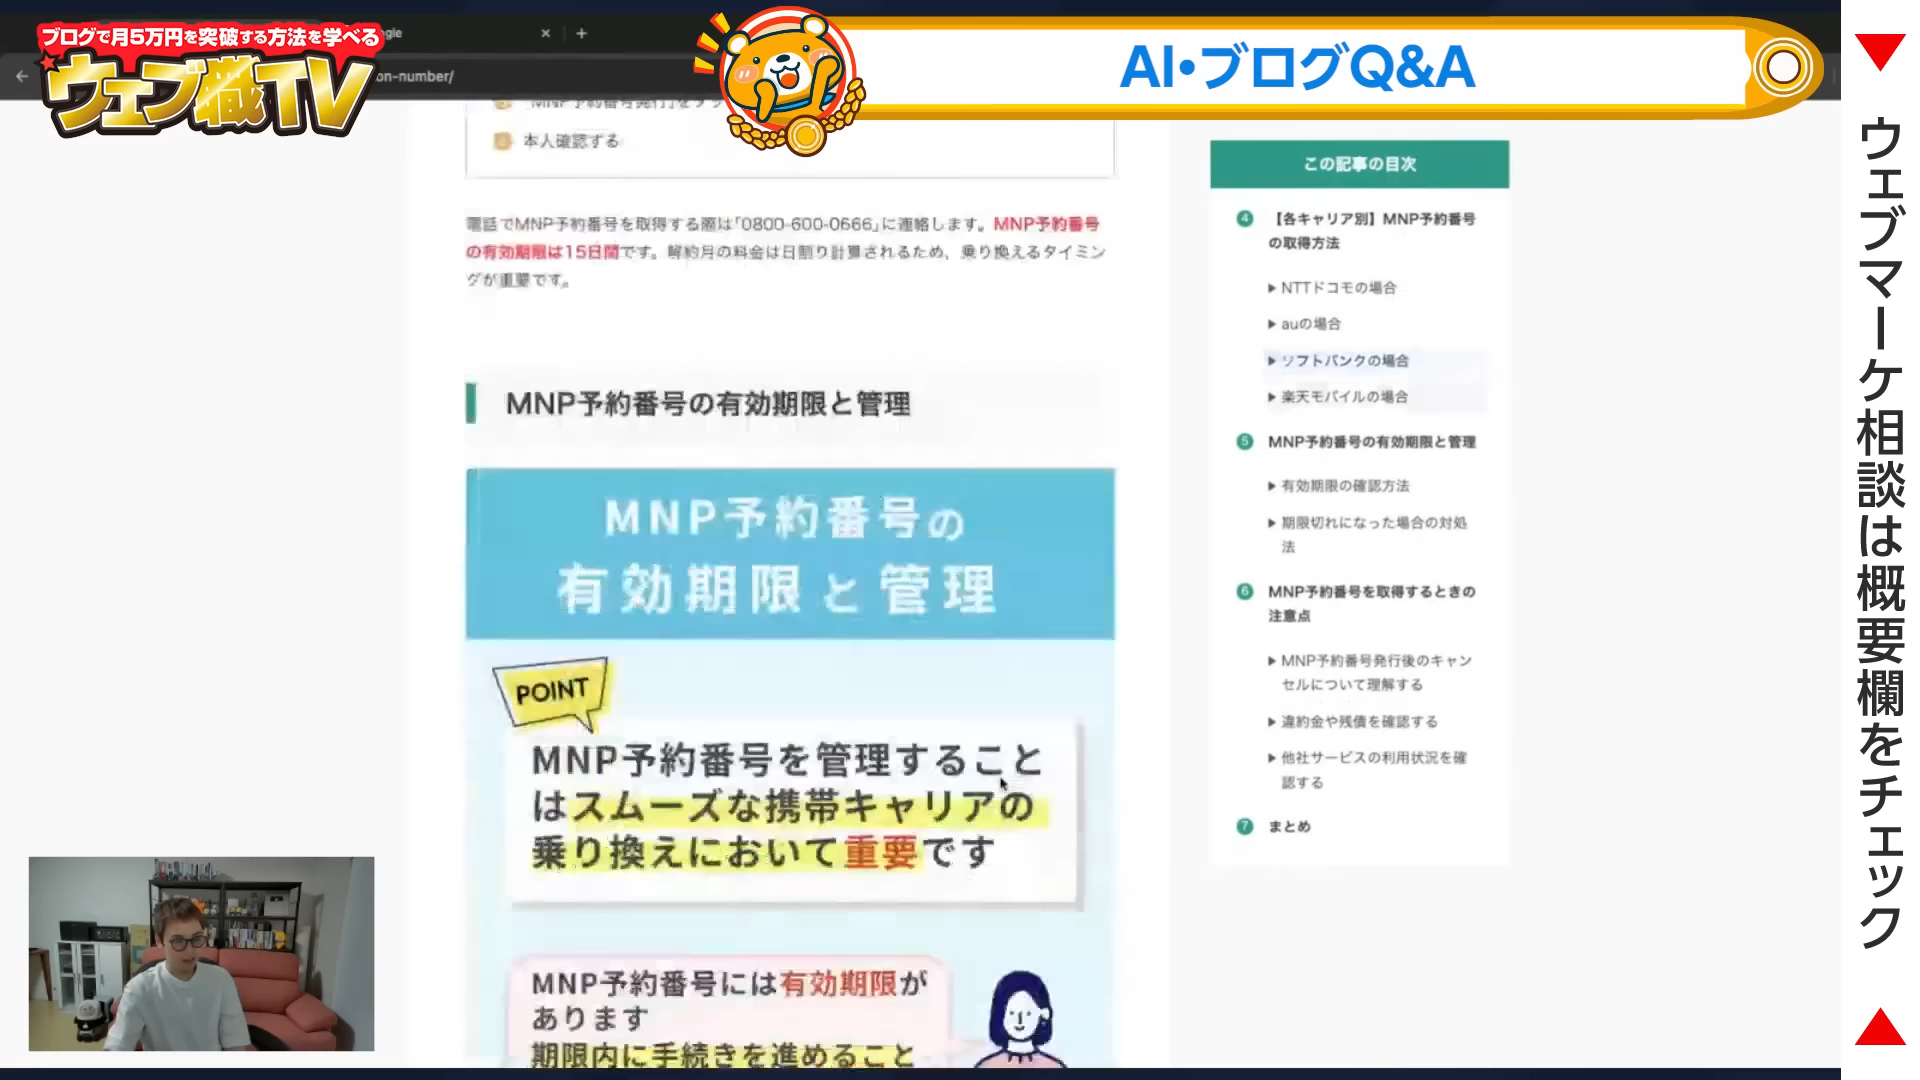 ブログで月5万円を突破する方法を学べる
ウェブ職TV
gle
on-number/
AI・ブログQ&A
「MNP予約番号発行」をタッ
本人確認する
電話でMNP予約番号を取得する際は「0800-600-0666」に連絡します。MNP予約番号
の有効期限は15日間です。解約月の料金は日割り計算されるため、乗り換えるタイミン
グが重要です。
MNP予約番号の有効期限と管理
MNP予約番号の
有効期限と管理
POINT
MNP予約番号を管理すること
はスムーズな携帯キャリアの
乗り換えにおいて重要です
MNP予約番号には有効期限が
あります
期限内に手続きを進めること
この記事の目次
4 【各キャリア別】MNP予約番号
の取得方法
▶ NTTドコモの場合
▶ auの場合
▶ ソフトバンクの場合
▶ 楽天モバイルの場合
5 MNP予約番号の有効期限と管理
▶ 有効期限の確認方法
▶ 期限切れになった場合の対処
法
6 MNP予約番号を取得するときの
注意点
▶ MNP予約番号発行後のキャン
セルについて理解する
▶ 違約金や残債を確認する
▶ 他社サービスの利用状況を確
認する
7 まとめ
ウェブマーケ相談は概要欄をチェック